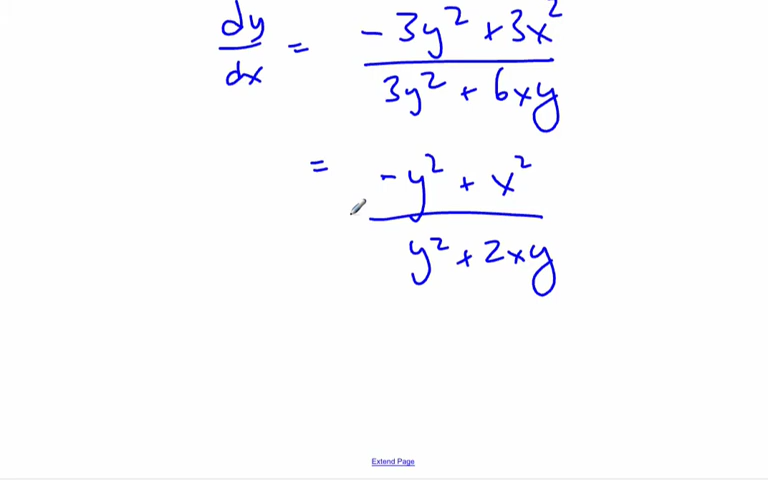 dy/dx = (-3y² + 3x²)/(3y² + 6xy)
= (-y² + x²)/(y² + 2xy)
Extend Page